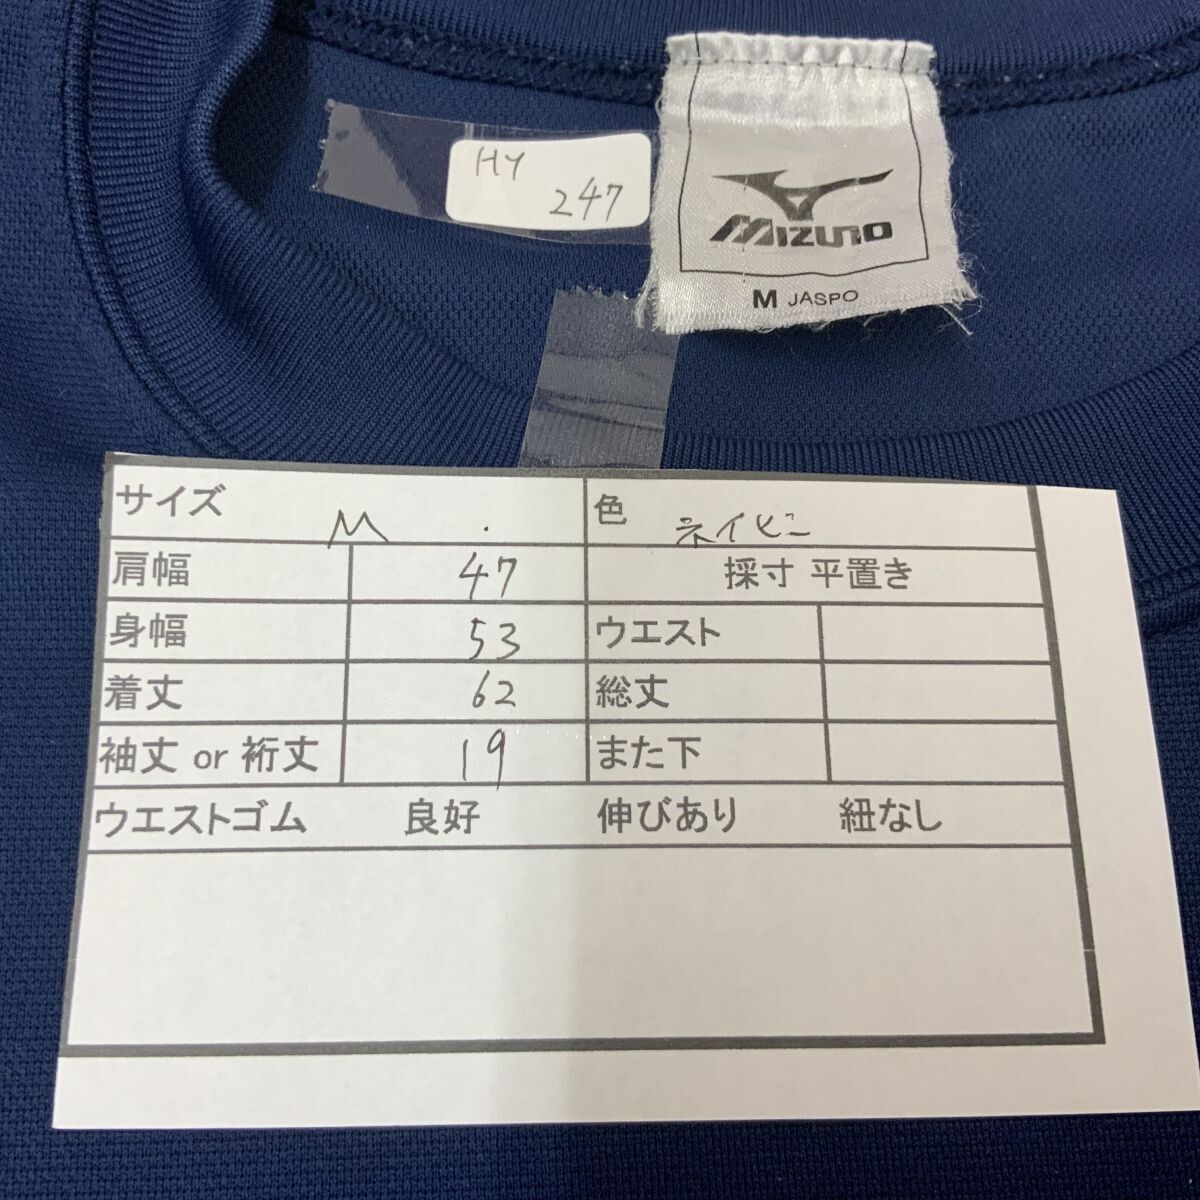 HY
247
MIZUNO
M JASPO
サイズ M . 色 ネイビー
肩幅 47 採寸 平置き
身幅 53 ウエスト
着丈 62 総丈
袖丈 or 裄丈 19 また下
ウエストゴム 良好 伸びあり 紐なし